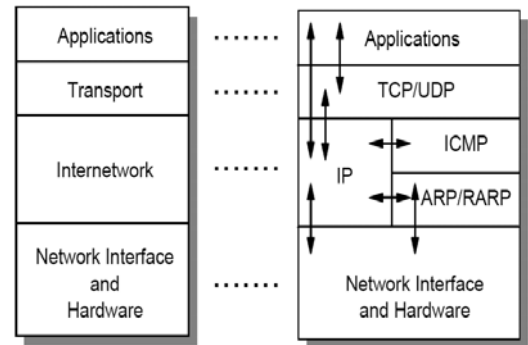 Applications
Transport
Internetwork
Network Interface
and
Hardware
Applications
TCP/UDP
IP
ICMP
ARP/RARP
Network Interface
and Hardware